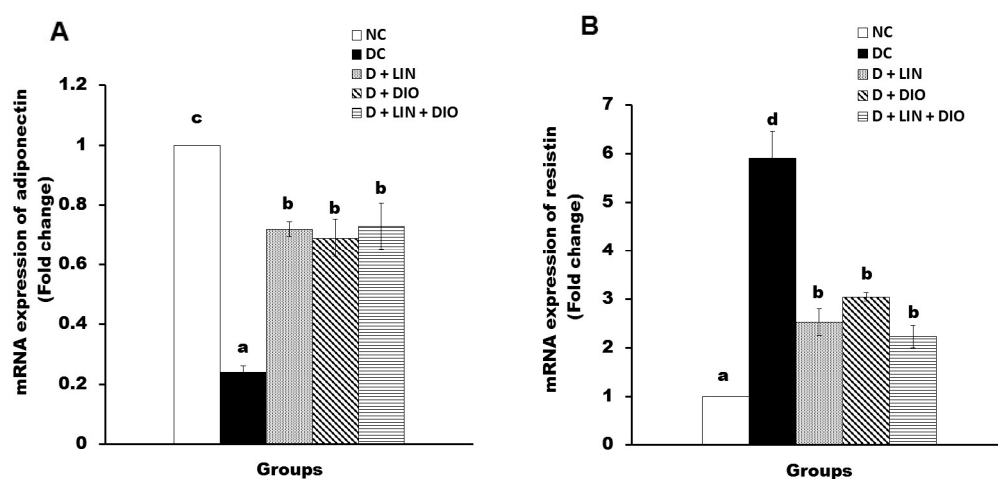 A
NC
DC
D + LIN
D + DIO
D + LIN + DIO
mRNA expression of adiponectin
(Fold change)
1.2
1
0.8
0.6
0.4
0.2
0
c
a
b
b
b
Groups
B
NC
DC
D + LIN
D + DIO
D + LIN + DIO
mRNA expression of resistin
(Fold change)
7
6
5
4
3
2
1
0
a
d
b
b
b
Groups